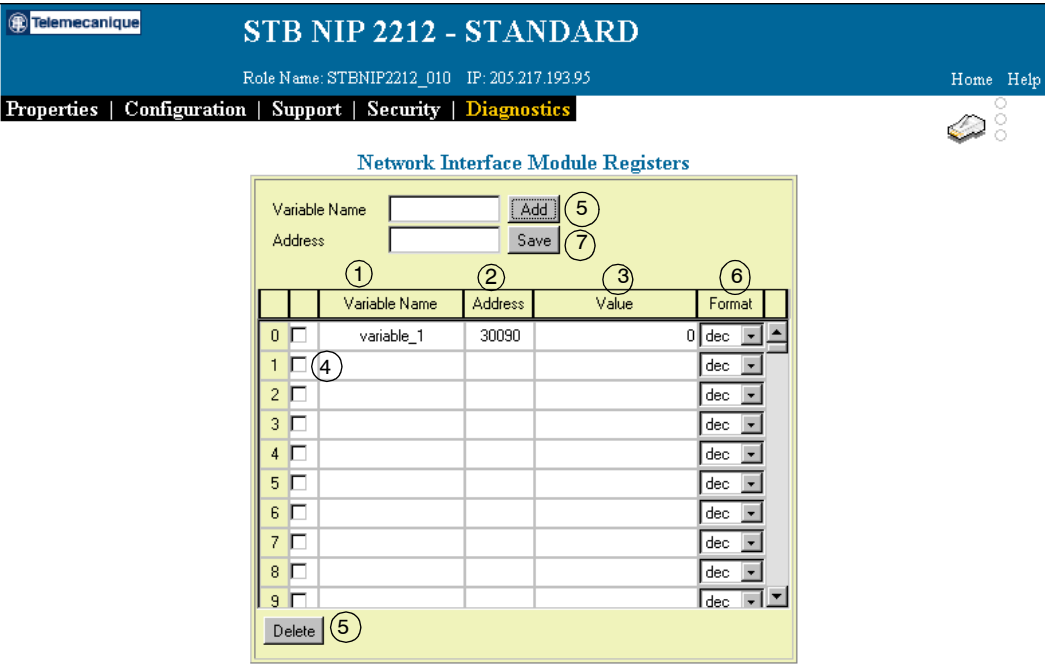 Telemecanique
STB NIP 2212 - STANDARD
Role Name: STBNIP2212_010 IP: 205.217.193.95
Home Help
Properties | Configuration | Support | Security | Diagnostics
Network Interface Module Registers
Variable Name Add 5
Address Save 7
1 2 3 6
Variable Name Address Value Format
0 variable_1 30090 0 dec
1 4 dec
2 dec
3 dec
4 dec
5 dec
6 dec
7 dec
8 dec
9 dec
Delete 5